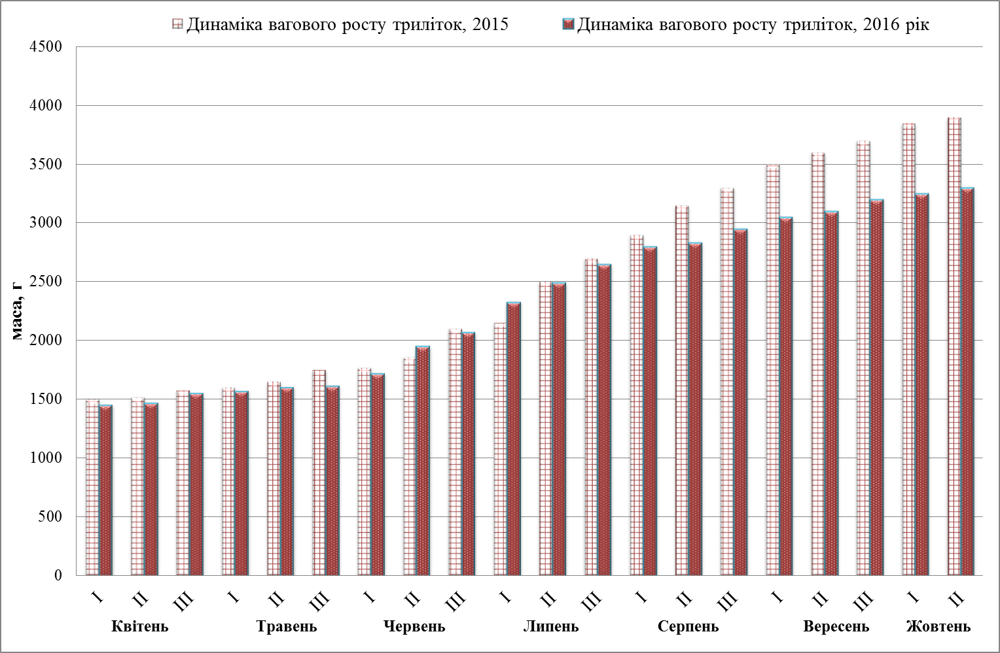 Динаміка вагового росту триліток, 2015 Динаміка вагового росту триліток, 2016 рік
маса, г
4500
4000
3500
3000
2500
2000
1500
1000
500
0
I II III I II III I II III I II III I II III I II III I II
Квітень Травень Червень Липень Серпень Вересень Жовтень